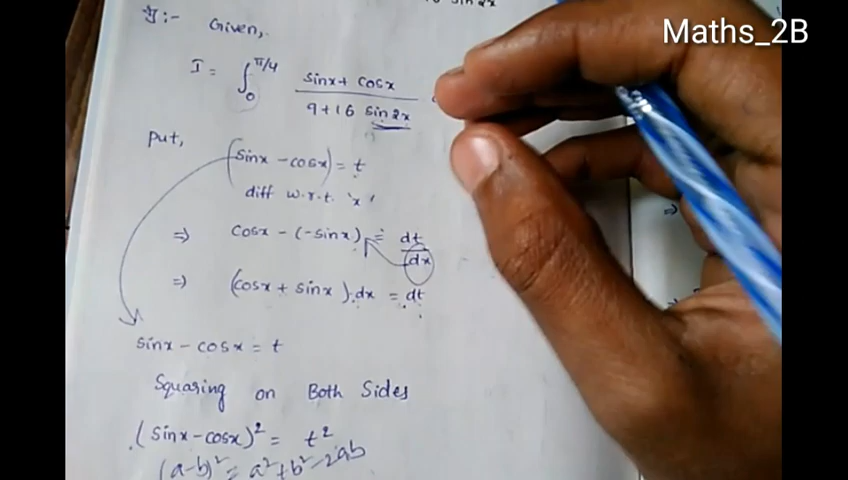 Maths_2B
sin2x
Given,
I = ∫₀^π/4 sinx + cosx / 9+16 sin2x
Put,
(sinx - cosx) = t
diff w.r.t. 'x'
⇒ cosx - (-sinx) = dt/dx
⇒ (cosx + sinx).dx = dt
sinx - cosx = t
Squaring on Both Sides
(sinx - cosx)² = t²
(a-b)² = a²+b²-2ab